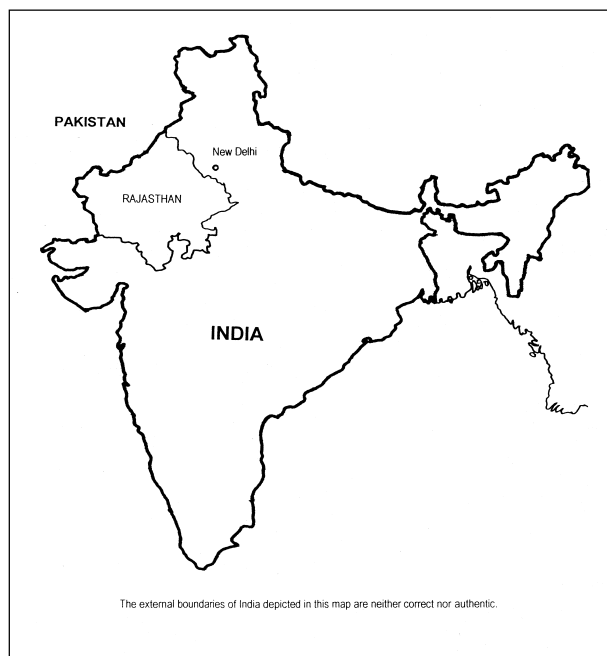 PAKISTAN
New Delhi
RAJASTHAN
INDIA
The external boundaries of India depicted in this map are neither correct nor authentic.